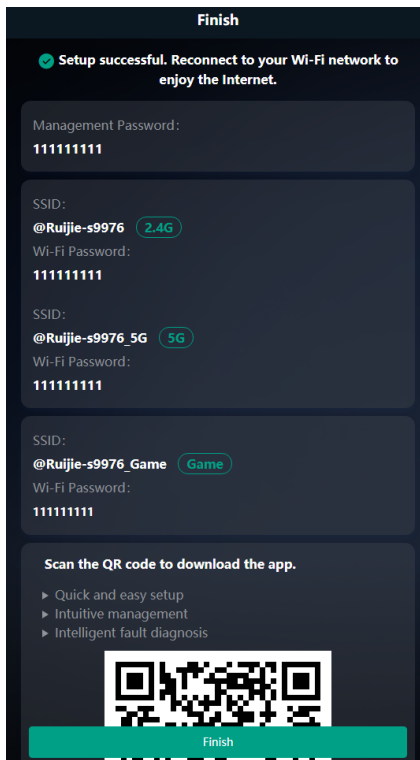 Finish
Setup successful. Reconnect to your Wi-Fi network to
enjoy the Internet.
Management Password:
111111111
SSID:
@Ruijie-s9976 2.4G
Wi-Fi Password:
111111111
SSID:
@Ruijie-s9976_5G 5G
Wi-Fi Password:
111111111
SSID:
@Ruijie-s9976_Game Game
Wi-Fi Password:
111111111
Scan the QR code to download the app.
Quick and easy setup
Intuitive management
Intelligent fault diagnosis
Finish